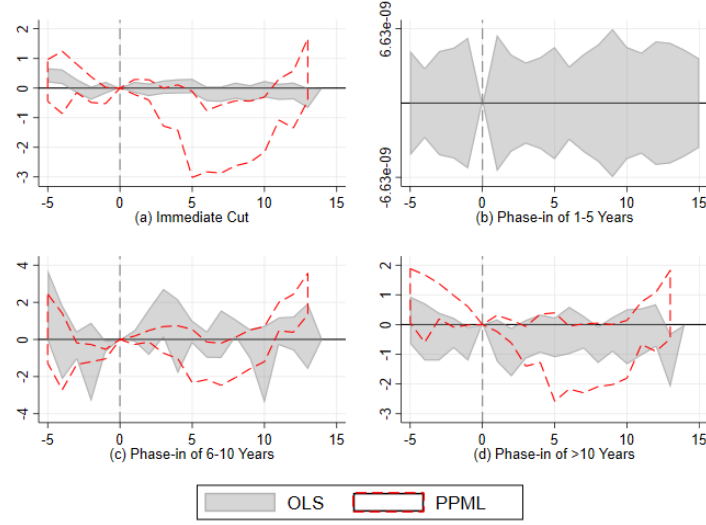 2
1
0
-1
-2
-3
-5 0 5 10 15
(a) Immediate Cut
6.63e-09
-6.63e-09
-5 0 5 10 15
(b) Phase-in of 1-5 Years
4
2
0
-2
-4
-5 0 5 10 15
(c) Phase-in of 6-10 Years
2
1
0
-1
-2
-3
-5 0 5 10 15
(d) Phase-in of >10 Years
OLS PPML